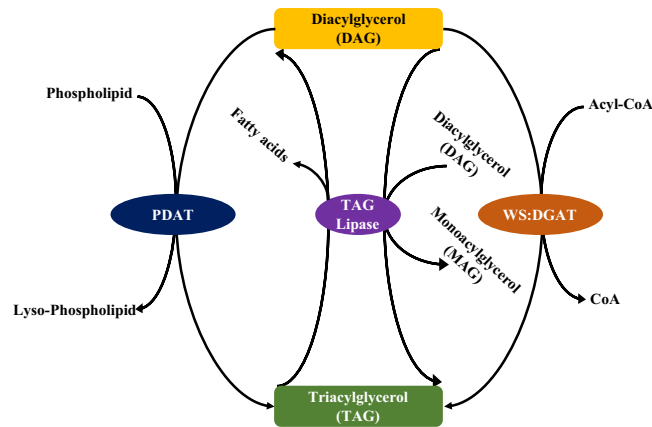 Diacylglycerol
(DAG)
Phospholipid
Acyl-CoA
Fatty acids
Diacylglycerol
(DAG)
PDAT
TAG
Lipase
WS:DGAT
Monoacylglycerol
(MAG)
Lyso-Phospholipid
CoA
Triacylglycerol
(TAG)